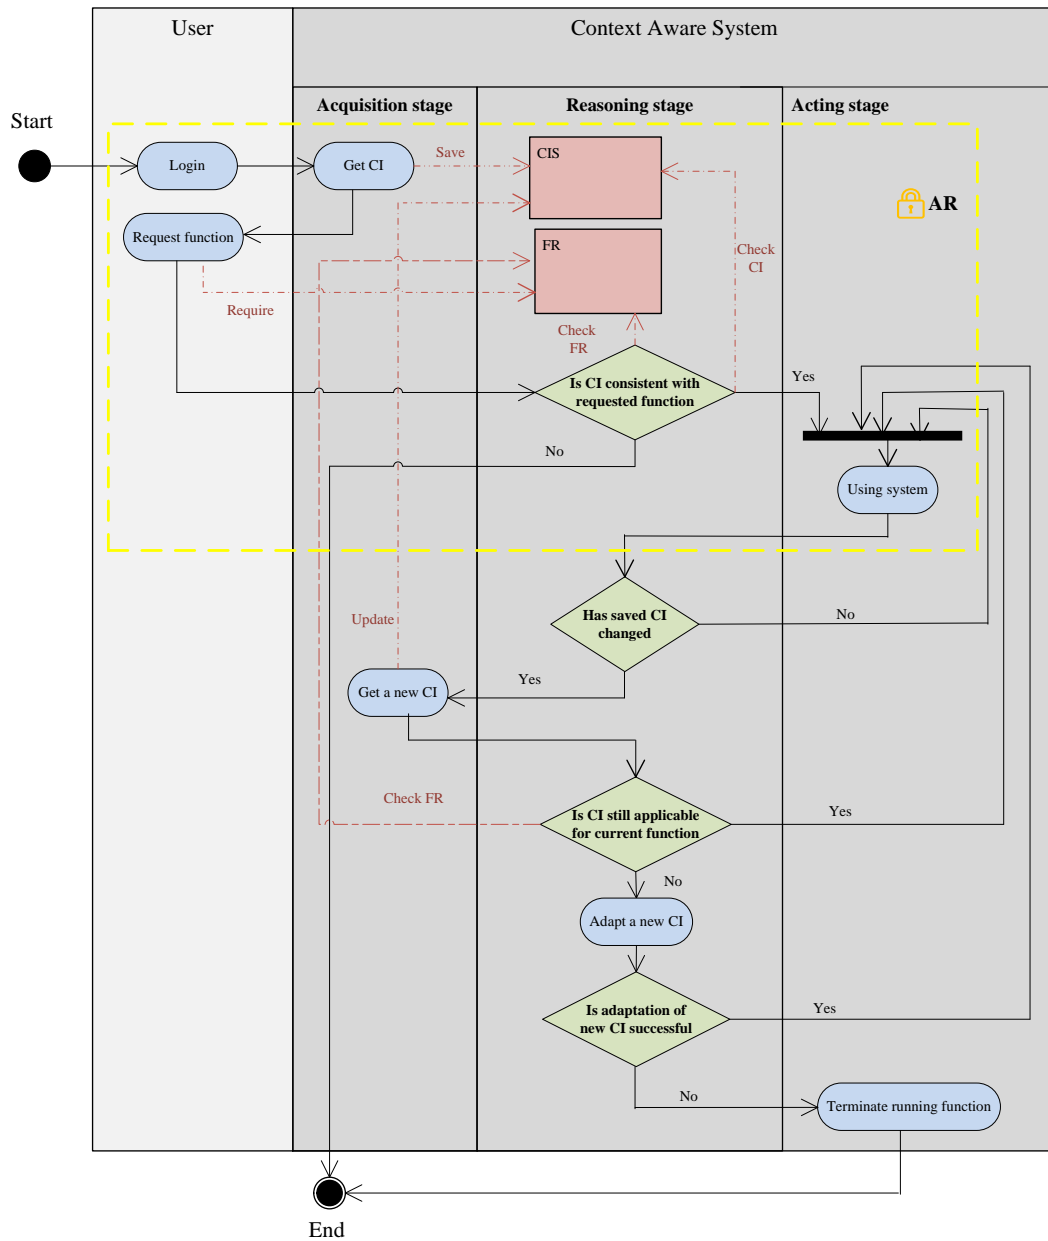 User
Context Aware System
Acquisition stage
Reasoning stage
Acting stage
Start
Login
Get CI
Save
CIS
AR
Request function
FR
Check
CI
Require
Check
FR
Is CI consistent with
requested function
Yes
No
Using system
Has saved CI
changed
No
Update
Yes
Get a new CI
Check FR
Is CI still applicable
for current function
Yes
No
Adapt a new CI
Is adaptation of
new CI successful
Yes
No
Terminate running function
End